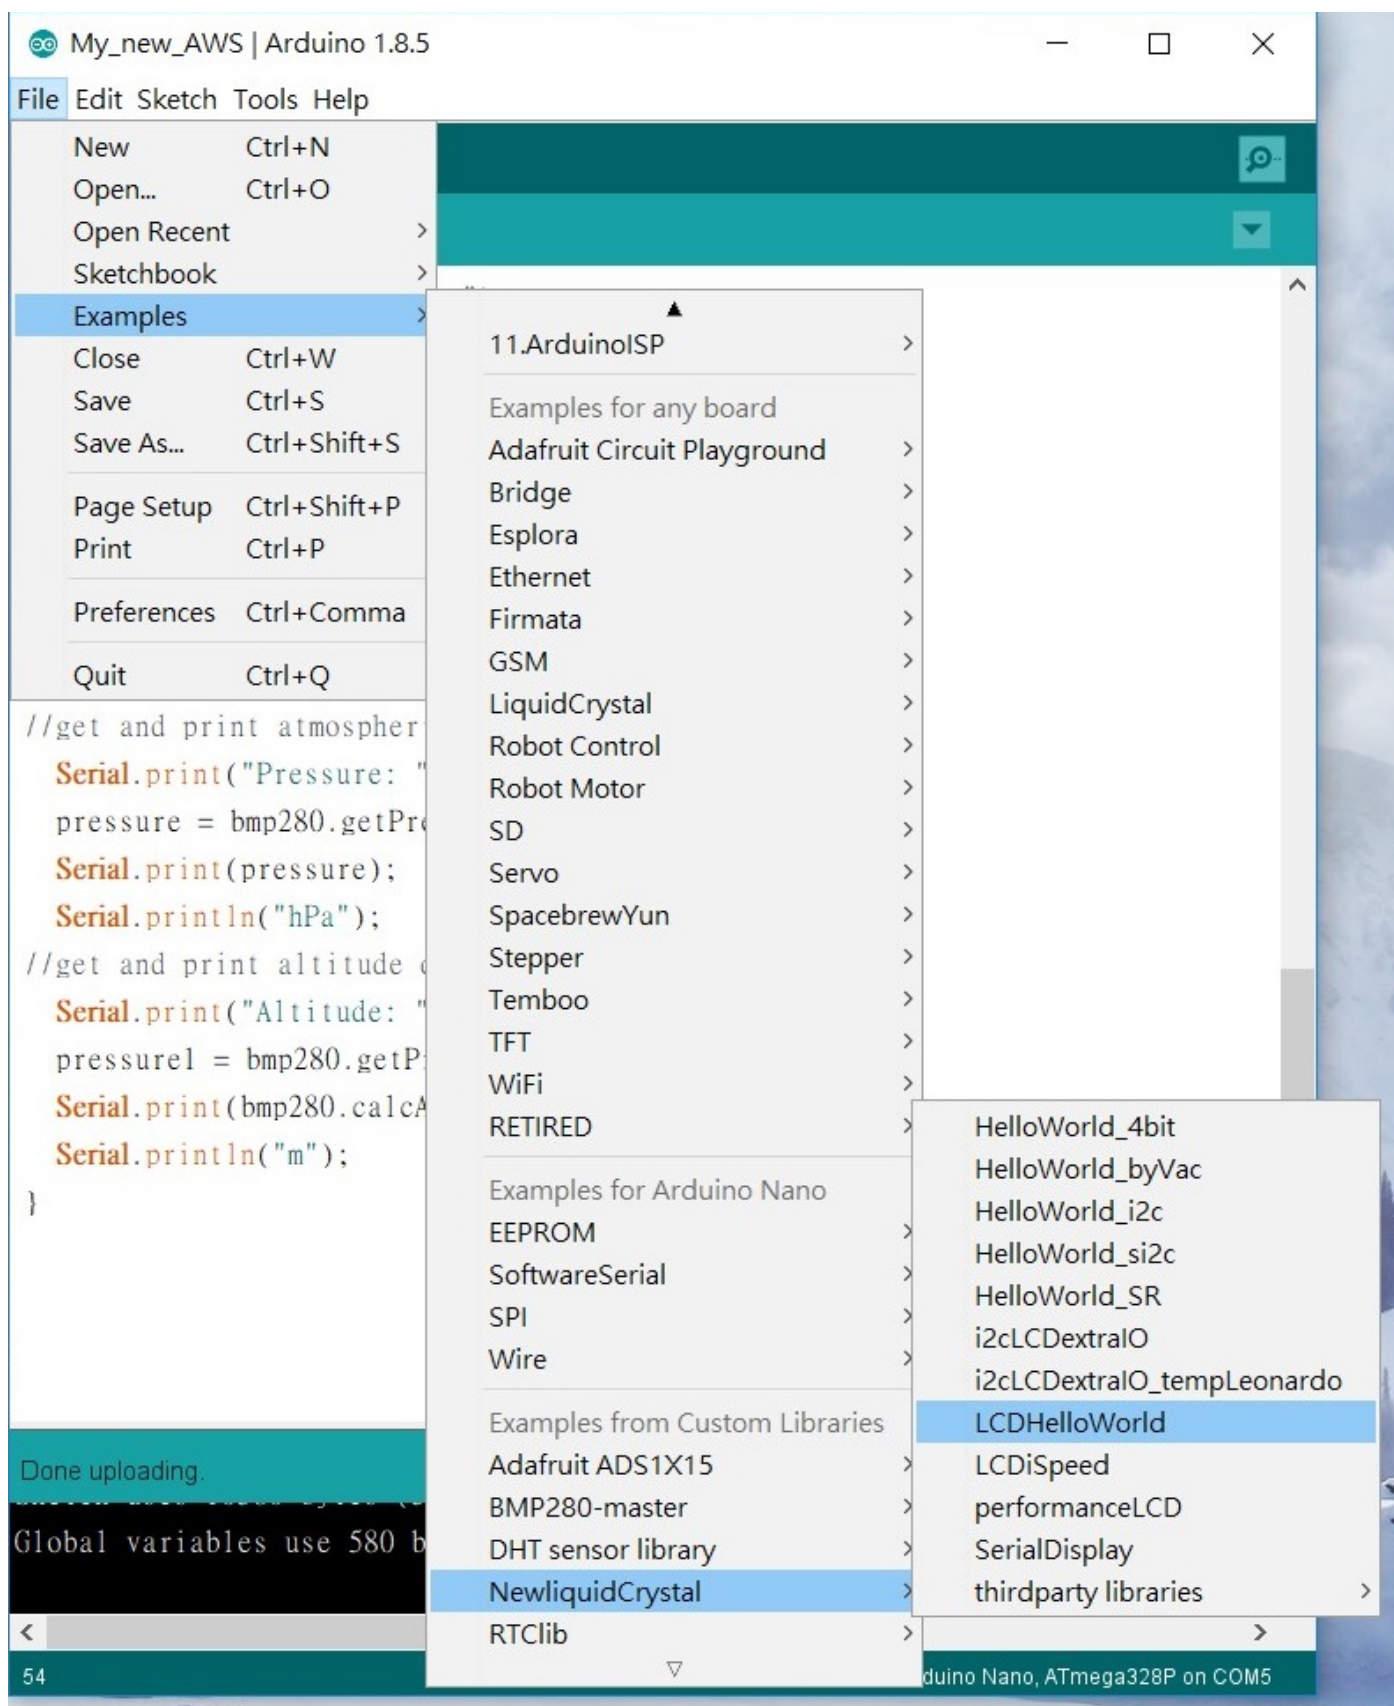 My_new_AWS | Arduino 1.8.5
File Edit Sketch Tools Help
New Ctrl+N
Open... Ctrl+O
Open Recent
Sketchbook
Examples
Close Ctrl+W
Save Ctrl+S
Save As... Ctrl+Shift+S
Page Setup Ctrl+Shift+P
Print Ctrl+P
Preferences Ctrl+Comma
Quit Ctrl+Q
11.ArduinoISP
Examples for any board
Adafruit Circuit Playground
Bridge
Esplora
Ethernet
Firmata
GSM
LiquidCrystal
Robot Control
Robot Motor
SD
Servo
SpacebrewYun
Stepper
Temboo
TFT
WiFi
RETIRED
Examples for Arduino Nano
EEPROM
SoftwareSerial
SPI
Wire
Examples from Custom Libraries
Adafruit ADS1X15
BMP280-master
DHT sensor library
NewliquidCrystal
RTClib
HelloWorld_4bit
HelloWorld_byVac
HelloWorld_i2c
HelloWorld_si2c
HelloWorld_SR
i2cLCDextraIO
i2cLCDextraIO_tempLeonardo
LCDHelloWorld
LCDiSpeed
performanceLCD
SerialDisplay
thirdparty libraries
//get and print atmospher
Serial.print("Pressure: "
pressure = bmp280.getPre
Serial.print(pressure);
Serial.println("hPa");
//get and print altitude
Serial.print("Altitude: "
pressure1 = bmp280.getP
Serial.print(bmp280.calcA
Serial.println("m");
}
Done uploading.
Global variables use 580 b
54
duino Nano, ATmega328P on COM5